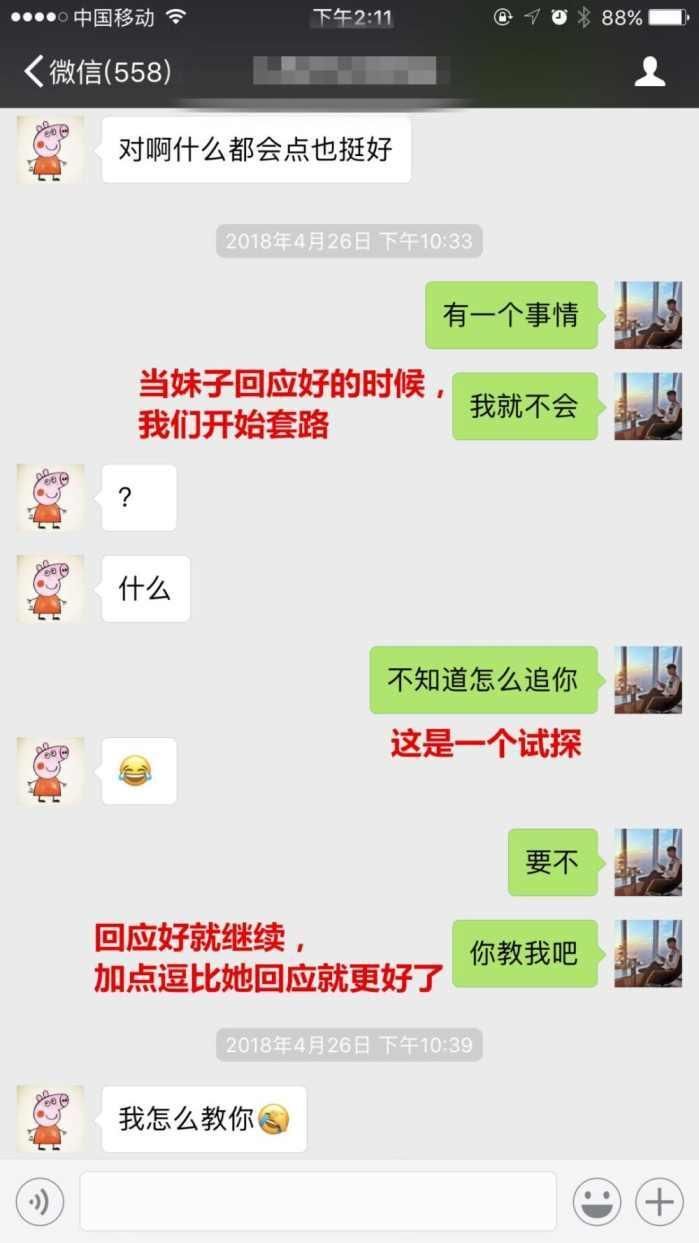 中国移动 下午2:11 88%
微信(558)
对啊什么都会点也挺好
2018年4月26日 下午10:33
有一个事情
当妹子回应好的时候，
我们开始套路
我就不会
?
什么
不知道怎么追你
这是一个试探
要不
回应好就继续，
加点逗比她回应就更好了
你教我吧
2018年4月26日 下午10:39
我怎么教你